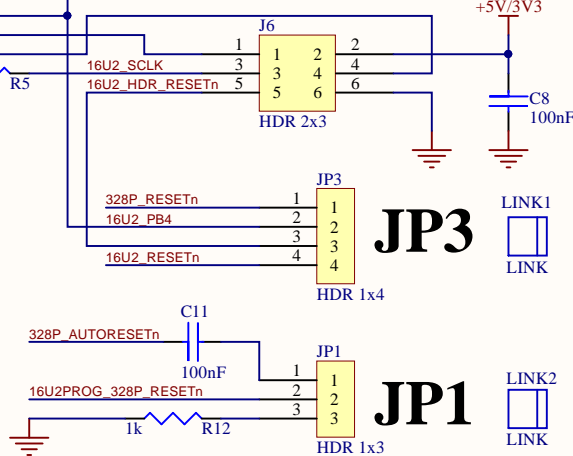 +5V/3V3
J6
1 1 2 2
16U2_SCLK 3 3 4 4
R5
16U2_HDR_RESETn 5 5 6 6
C8
100nF
HDR 2x3
JP3
328P_RESETn 1 1
16U2_PB4 2 2
3 3
16U2_RESETn 4 4
HDR 1x4
JP3
LINK1
LINK
C11
328P_AUTORESETn
100nF
JP1
1 1
16U2PROG_328P_RESETn 2 2
3 3
1k R12
HDR 1x3
JP1
LINK2
LINK